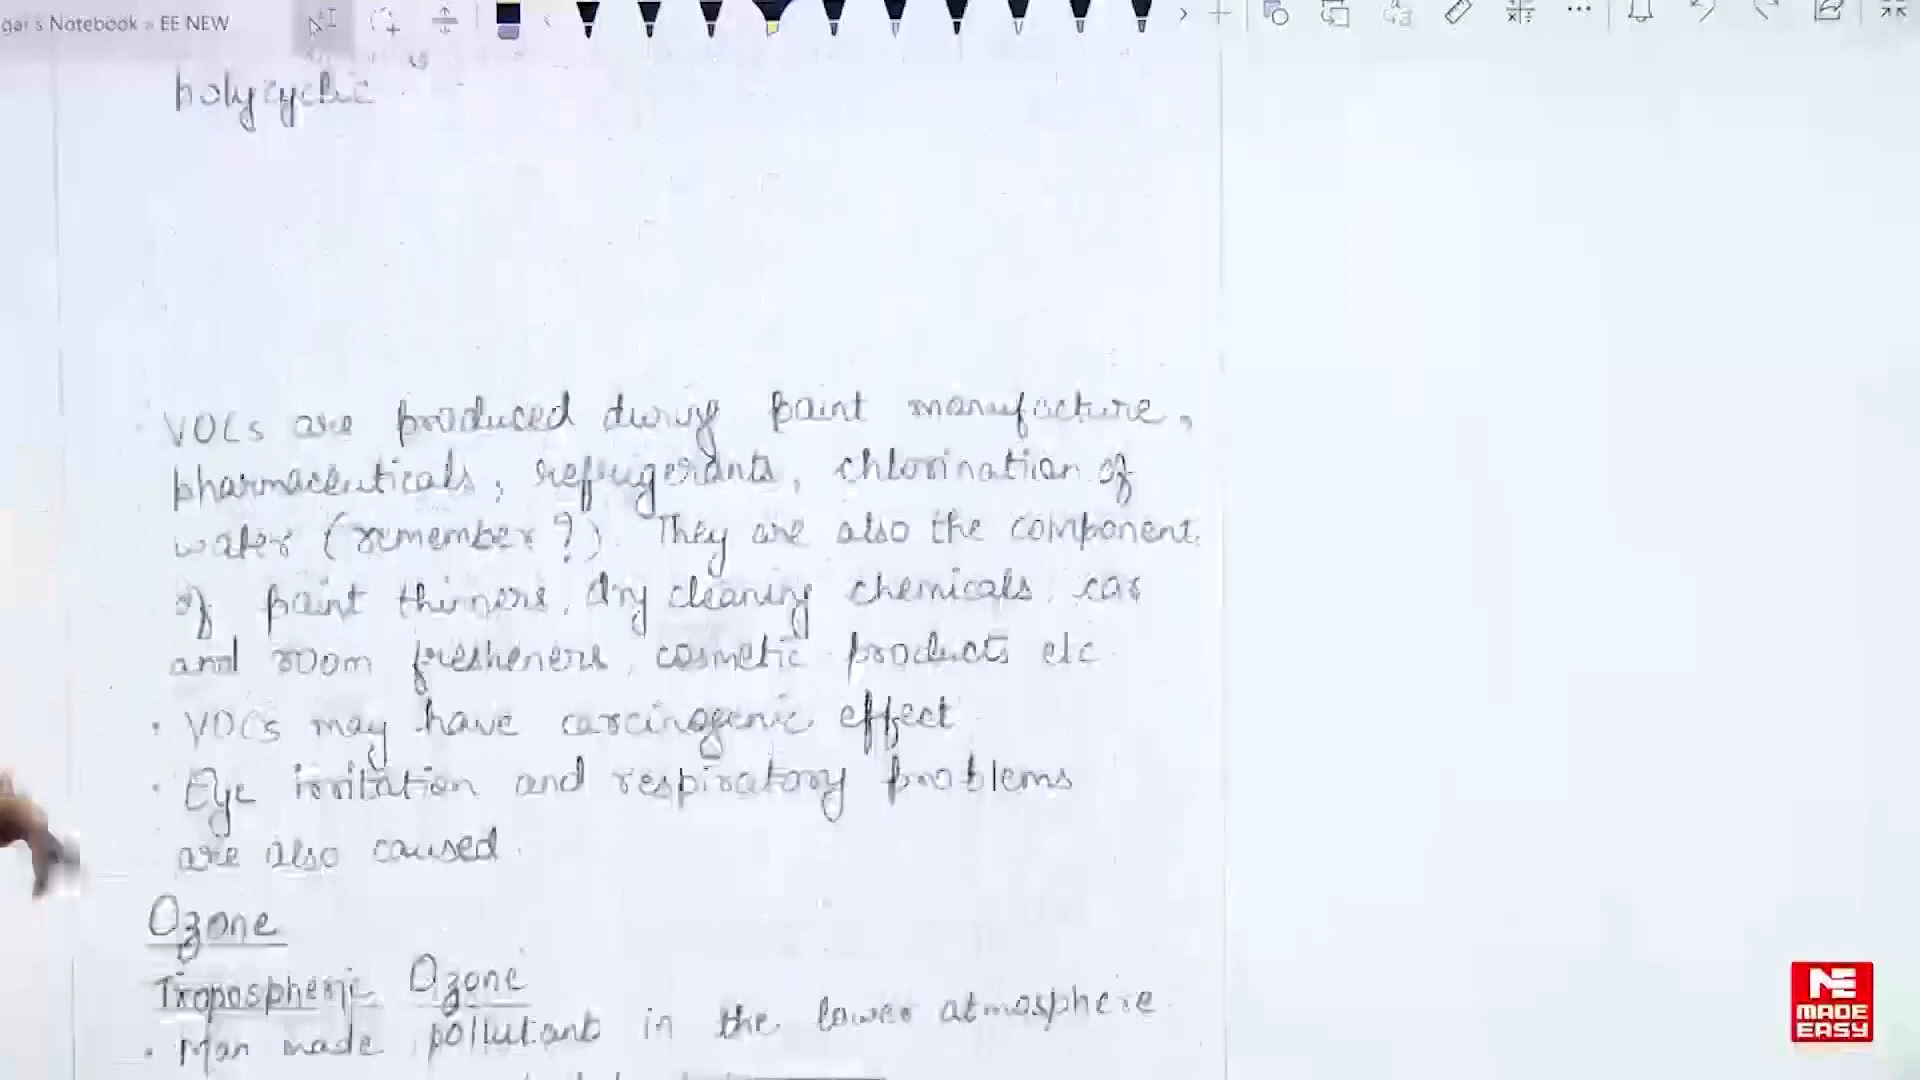 gar's Notebook » EE NEW
polycyclic
VOCs are produced during paint manufacture,
pharmaceuticals, refrigerants, chlorination of
water (remember?). They are also the component
of paint thinners, dry cleaning chemicals, car
and room fresheners, cosmetic products etc
• VOCs may have carcinogenic effect
• Eye irritation and respiratory problems
are also caused.
Ozone
Tropospheric Ozone
• Man made pollutant in the lower atmosphere
ME
MADE
EASY